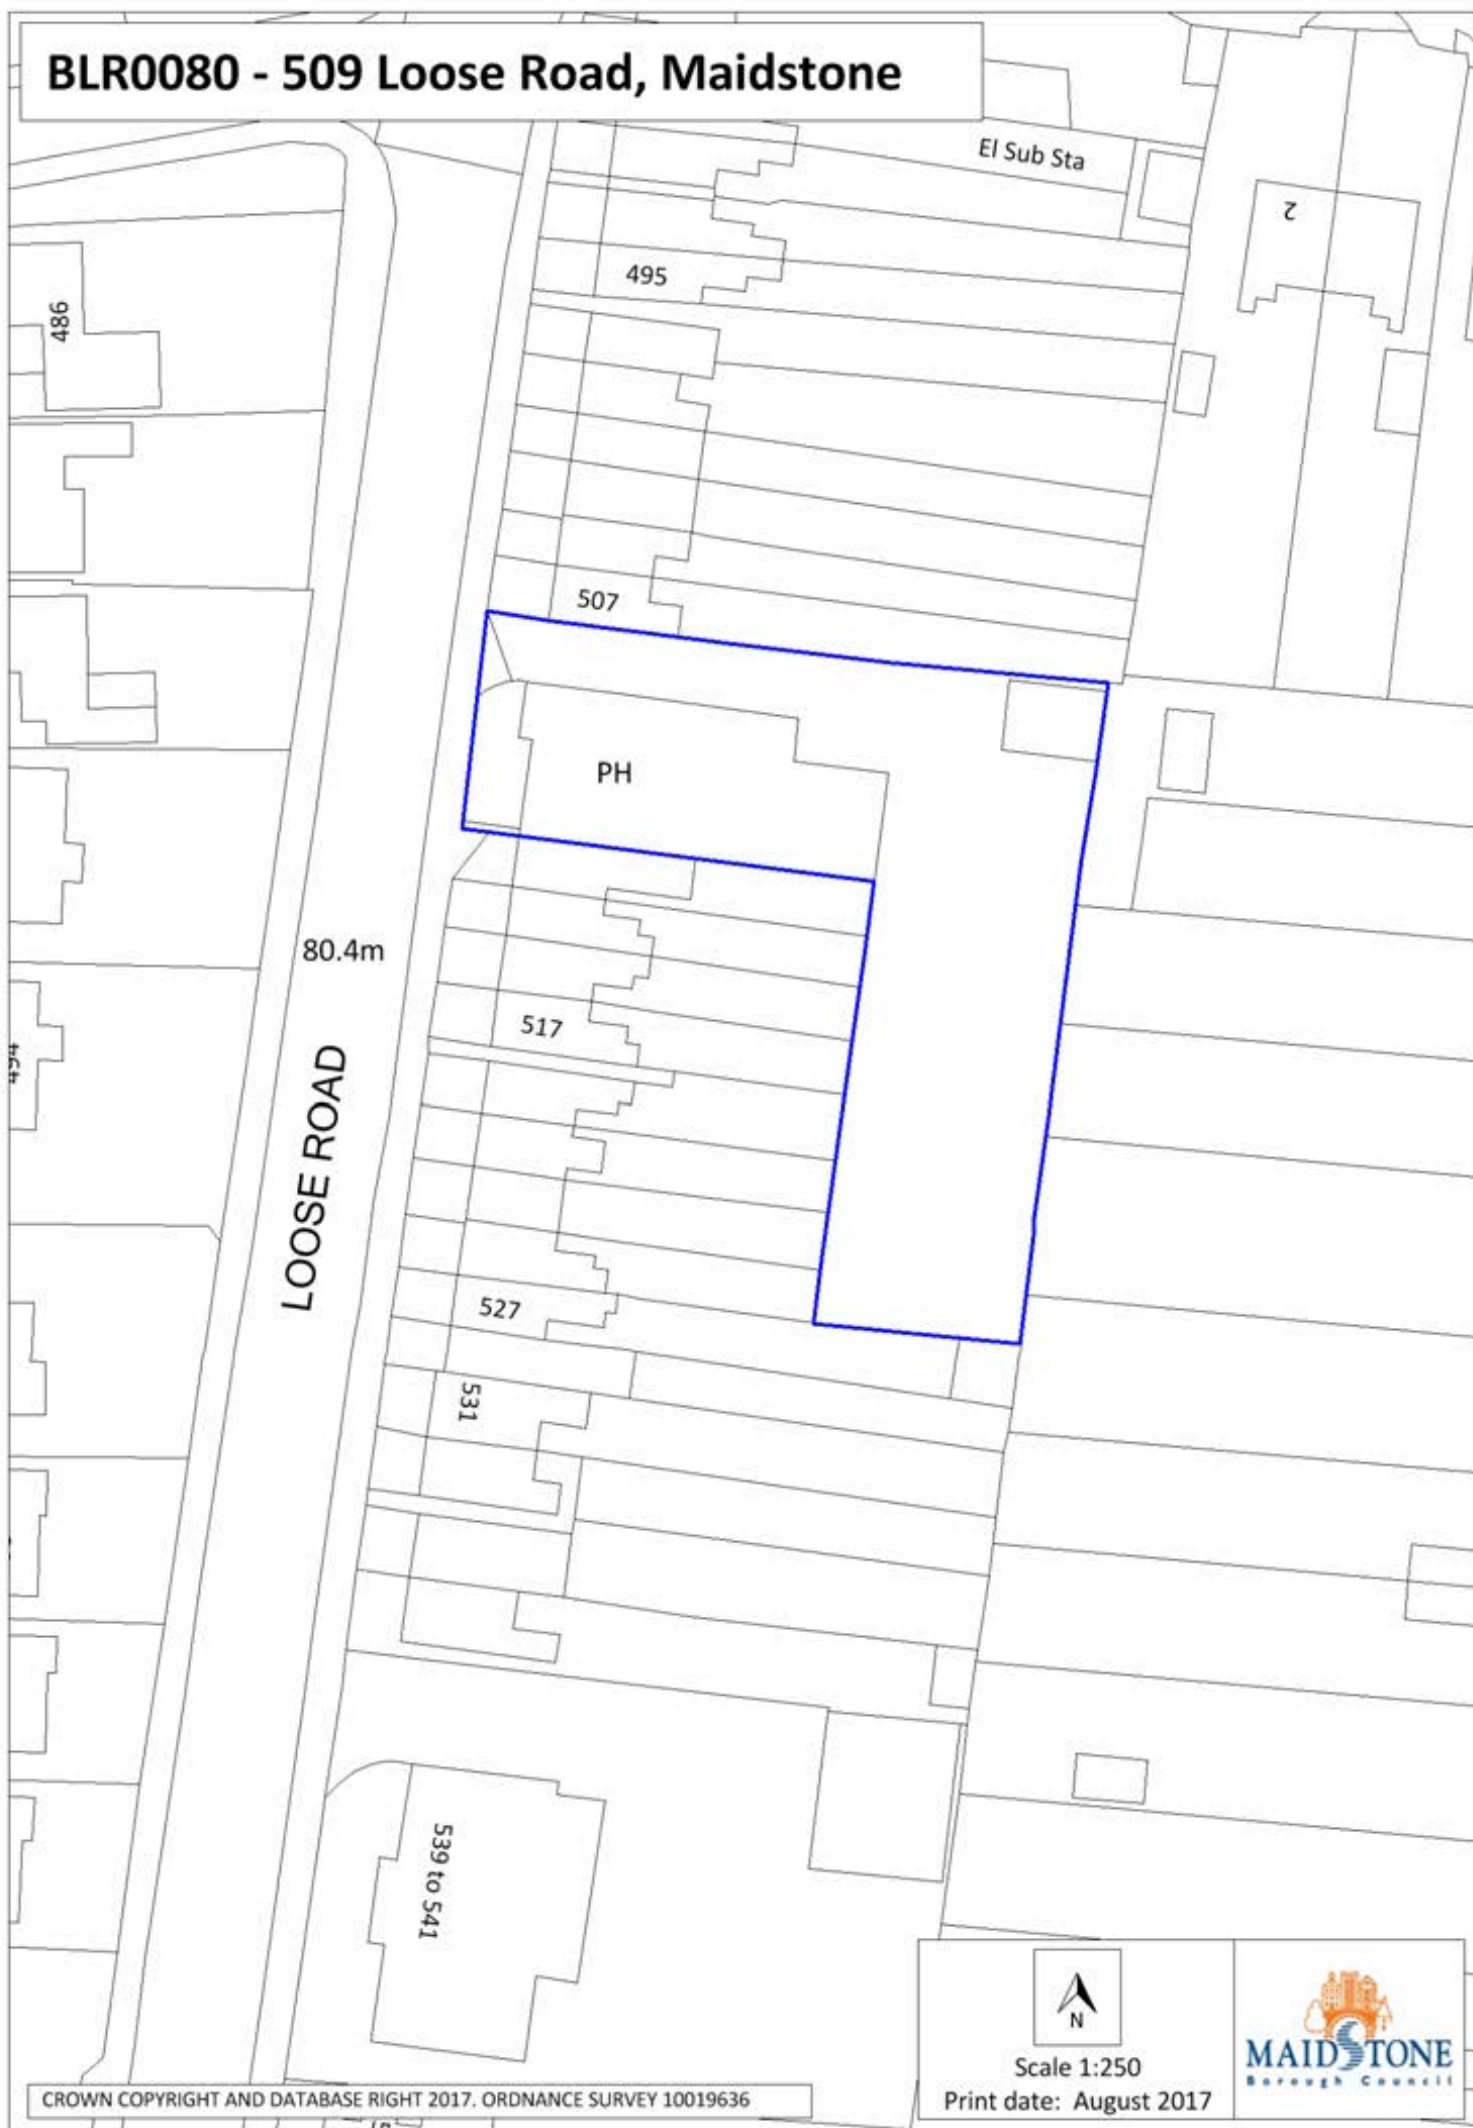 BLR0080 - 509 Loose Road, Maidstone
El Sub Sta
2
495
486
507
PH
80.4m
517
494
LOOSE ROAD
527
531
539 to 541
N
Scale 1:250
Print date: August 2017
MAIDSTONE
Borough Council
CROWN COPYRIGHT AND DATABASE RIGHT 2017. ORDNANCE SURVEY 10019636